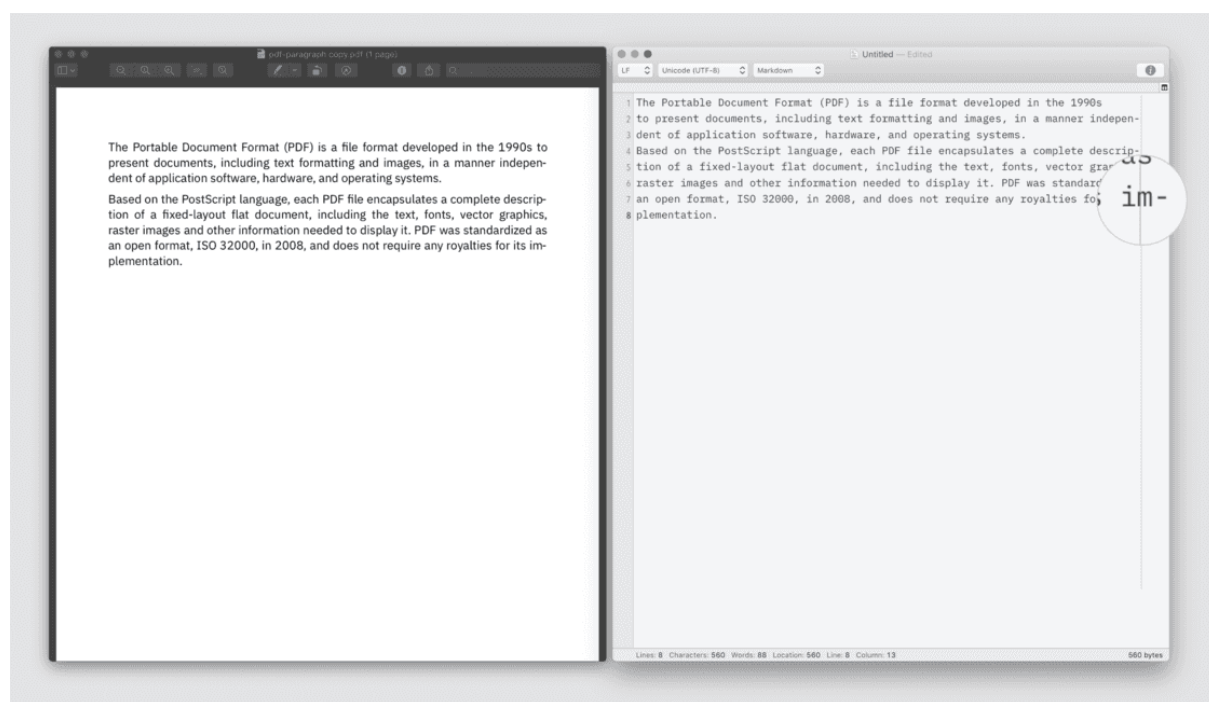 pdf-paragraph copy.pdf (1 page)
The Portable Document Format (PDF) is a file format developed in the 1990s to
present documents, including text formatting and images, in a manner indepen-
dent of application software, hardware, and operating systems.
Based on the PostScript language, each PDF file encapsulates a complete descrip-
tion of a fixed-layout flat document, including the text, fonts, vector graphics,
raster images and other information needed to display it. PDF was standardized as
an open format, ISO 32000, in 2008, and does not require any royalties for its im-
plementation.
Untitled — Edited
LF Unicode (UTF-8) Markdown
1 The Portable Document Format (PDF) is a file format developed in the 1990s
2 to present documents, including text formatting and images, in a manner indepen-
3 dent of application software, hardware, and operating systems.
4 Based on the PostScript language, each PDF file encapsulates a complete descrip-
5 tion of a fixed-layout flat document, including the text, fonts, vector
6 raster images and other information needed to display it. PDF was
7 an open format, ISO 32000, in 2008, and does not require any royalties
8 plementation.
as
im-
Lines: 8 Characters: 560 Words: 86 Location: 560 Line: 8 Column: 13
560 bytes